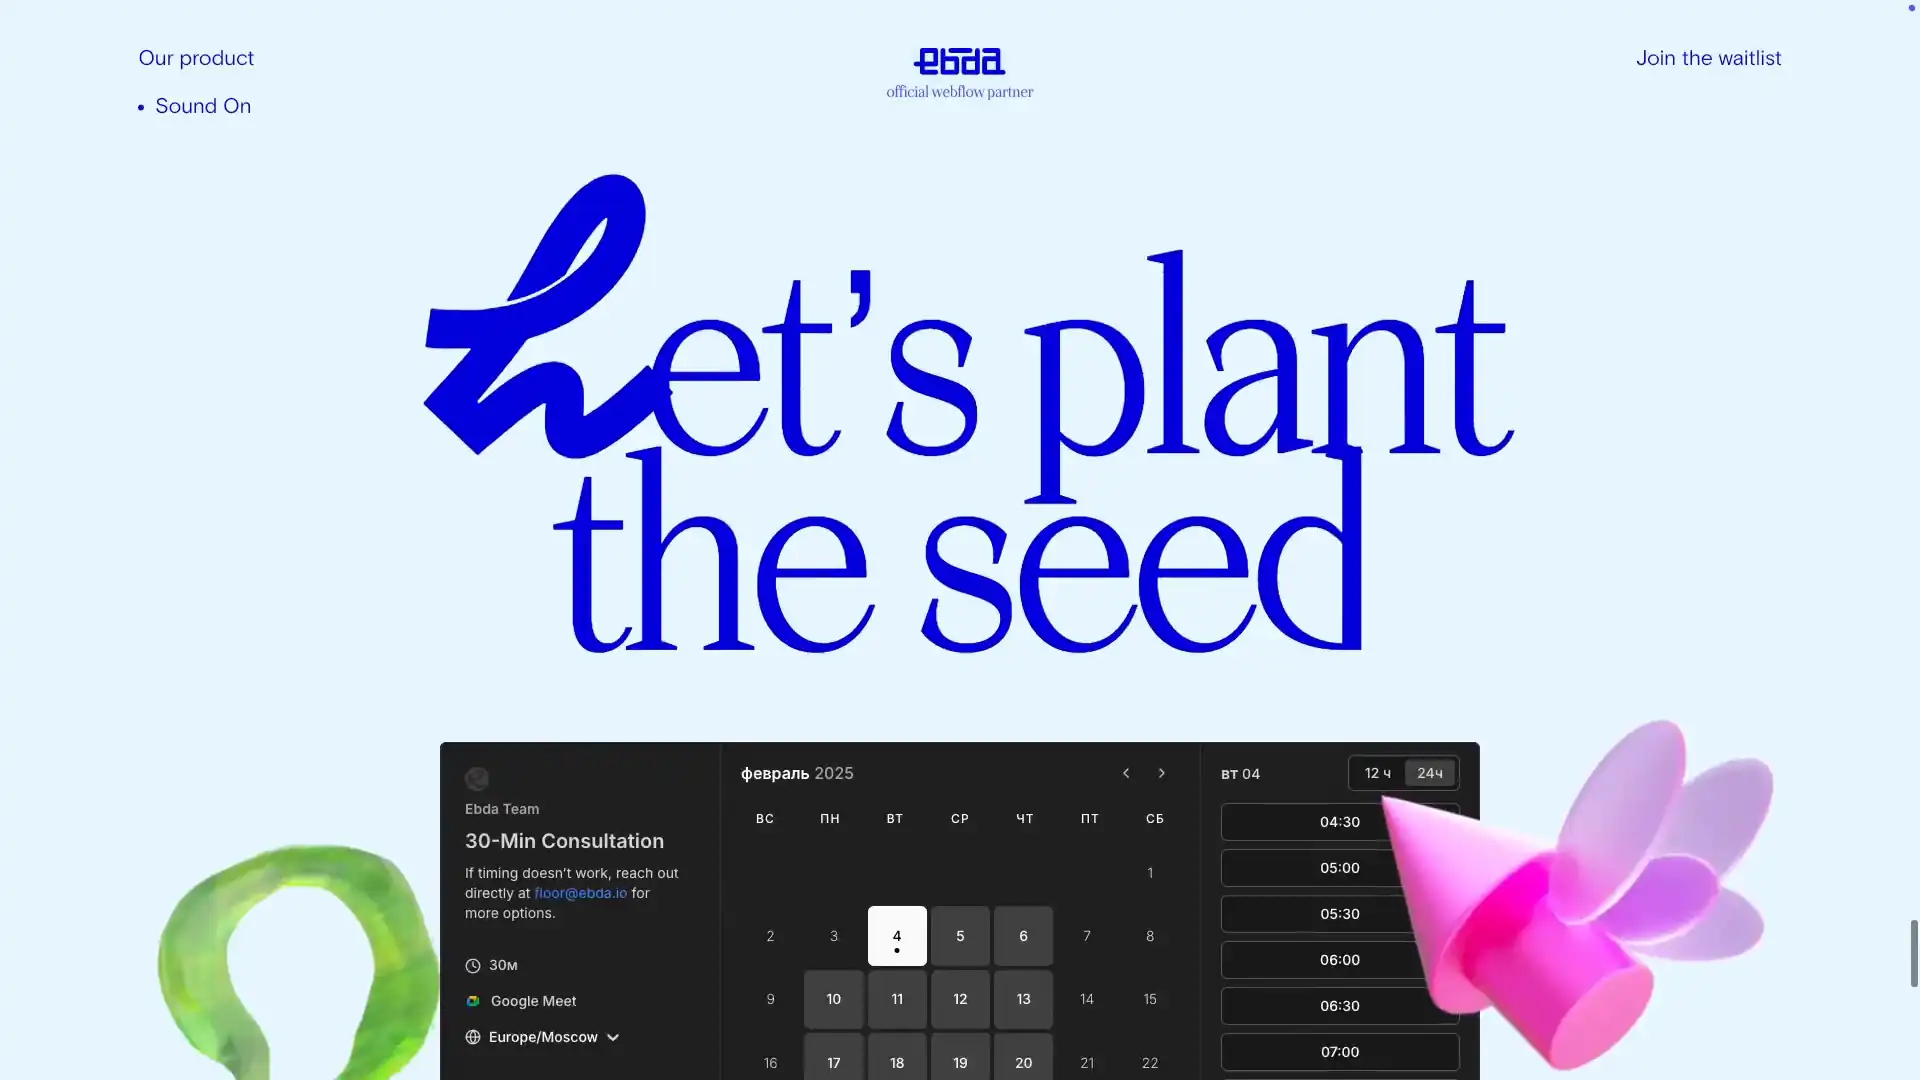 Our product
ebda
Join the waitlist
official webflow partner
• Sound On
Let’s plant
the seed
Ebda Team
30-Min Consultation
If timing doesn’t work, reach out
directly at floor@ebda.io for
more options.
30м
Google Meet
Europe/Moscow
февраль 2025
ВС ПН ВТ СР ЧТ ПТ СБ
1
2 3 4 5 6 7 8
9 10 11 12 13 14 15
16 17 18 19 20 21 22
вт 04
12 ч 24ч
04:30
05:00
05:30
06:00
06:30
07:00